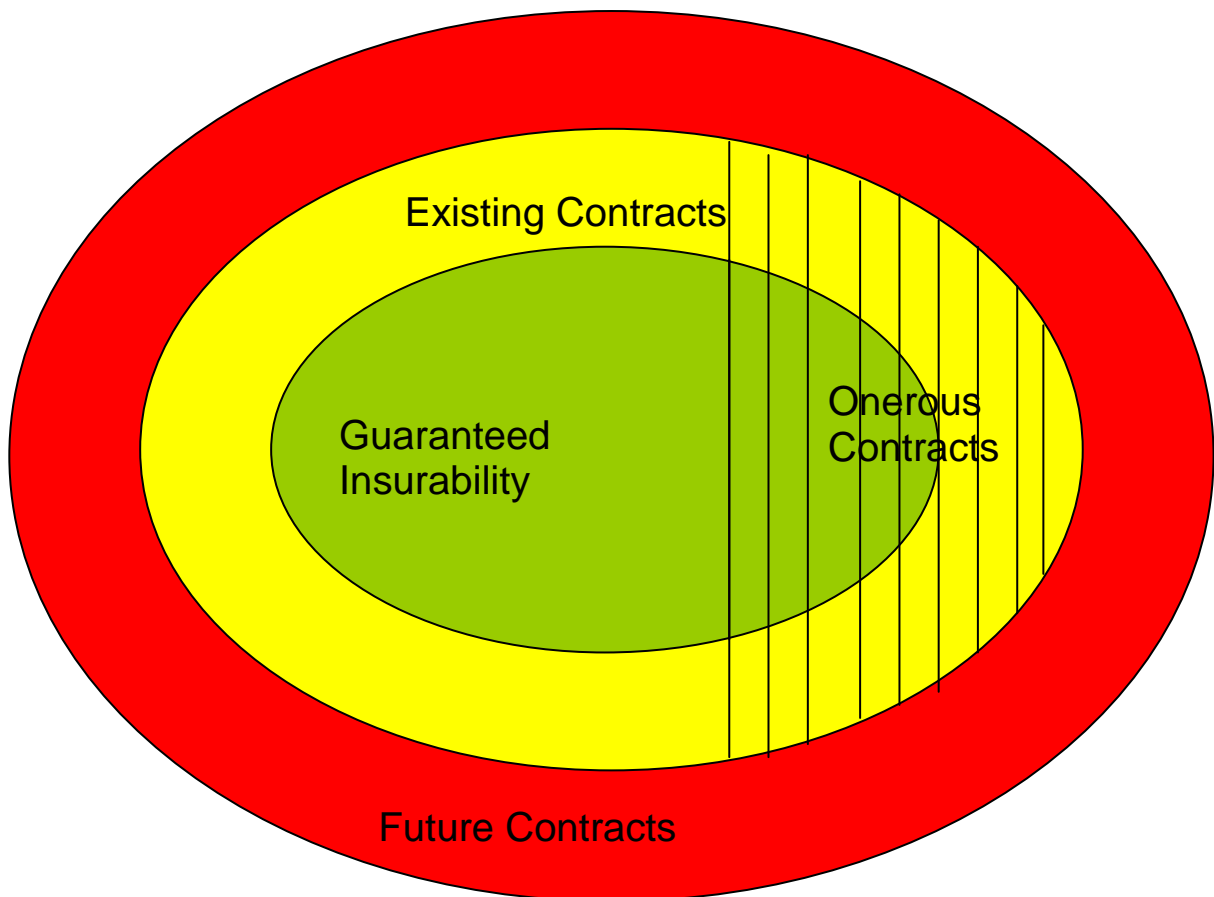 Existing Contracts
Onerous
Contracts
Guaranteed
Insurability
Future Contracts